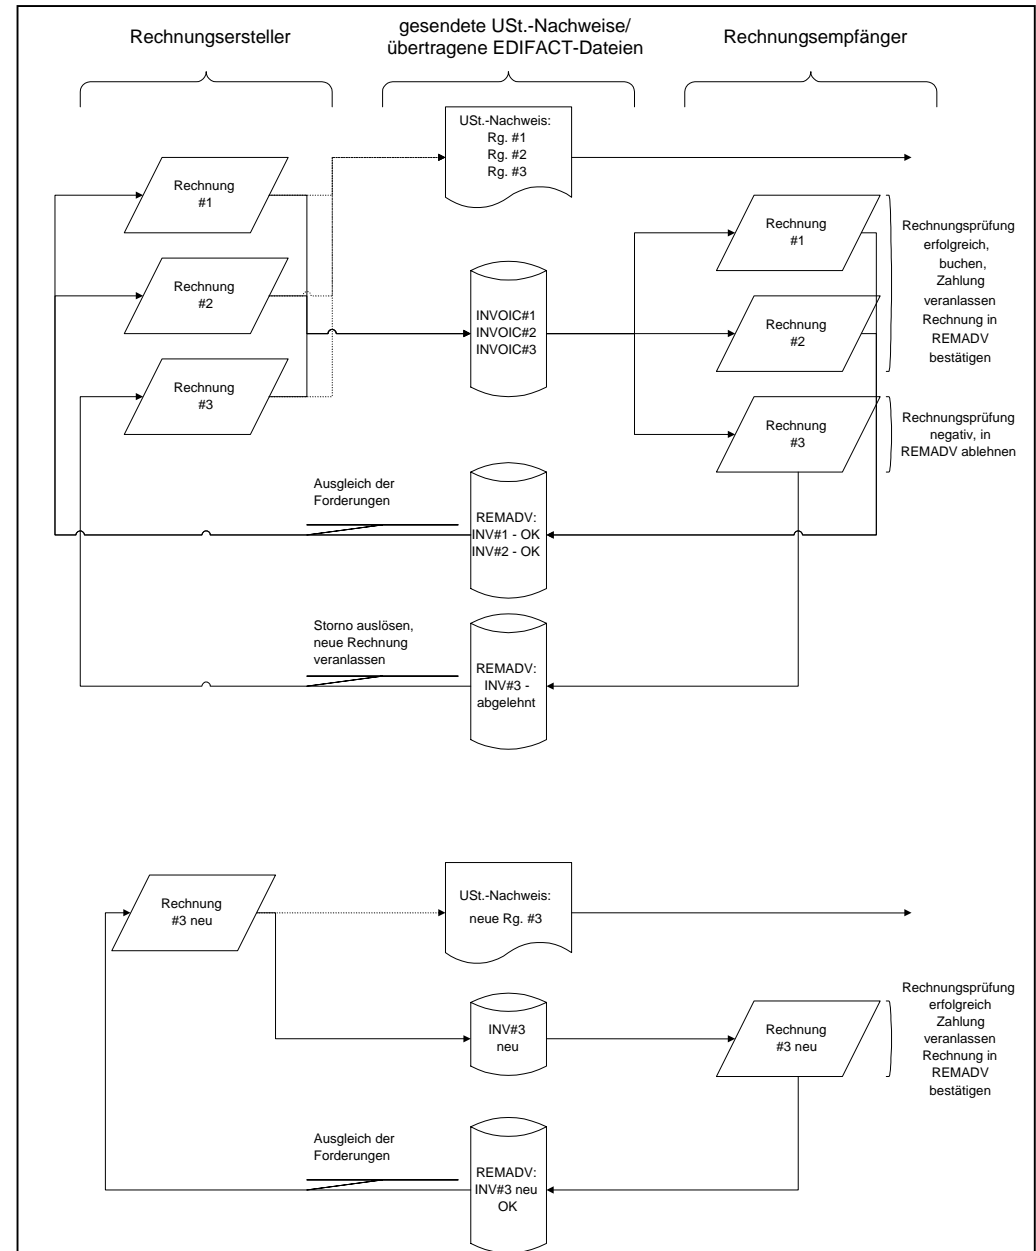 Rechnungsersteller
gesendete USt.-Nachweise/
übertragene EDIFACT-Dateien
Rechnungsempfänger
USt.-Nachweis:
Rg. #1
Rg. #2
Rg. #3
Rechnung
#1
Rechnung
#2
Rechnung
#3
INVOIC#1
INVOIC#2
INVOIC#3
Rechnung
#1
Rechnung
#2
Rechnung
#3
Rechnungsprüfung
erfolgreich,
buchen,
Zahlung
veranlassen
Rechnung in
REMADV
bestätigen
Rechnungsprüfung
negativ, in
REMADV ablehnen
Ausgleich der
Forderungen
REMADV:
INV#1 - OK
INV#2 - OK
Storno auslösen,
neue Rechnung
veranlassen
REMADV:
INV#3 -
abgelehnt
Rechnung
#3 neu
USt.-Nachweis:
neue Rg. #3
INV#3
neu
Rechnung
#3 neu
Rechnungsprüfung
erfolgreich
Zahlung
veranlassen
Rechnung in
REMADV
bestätigen
Ausgleich der
Forderungen
REMADV:
INV#3 neu
OK